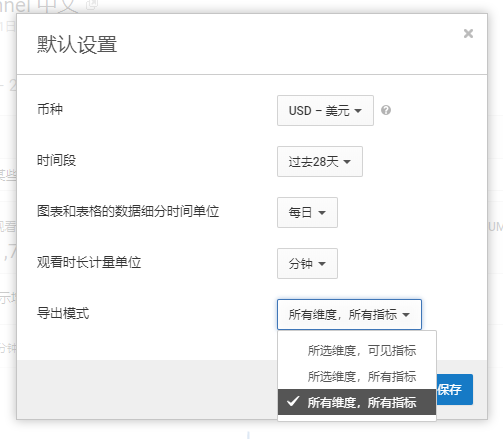 nnel 中文
默认设置
币种
USD – 美元
时间段
过去28天
图表和表格的数据细分时间单位
每日
观看时长计量单位
分钟
导出模式
所有维度，所有指标
所选维度，可见指标
所选维度，所有指标
所有维度，所有指标
保存